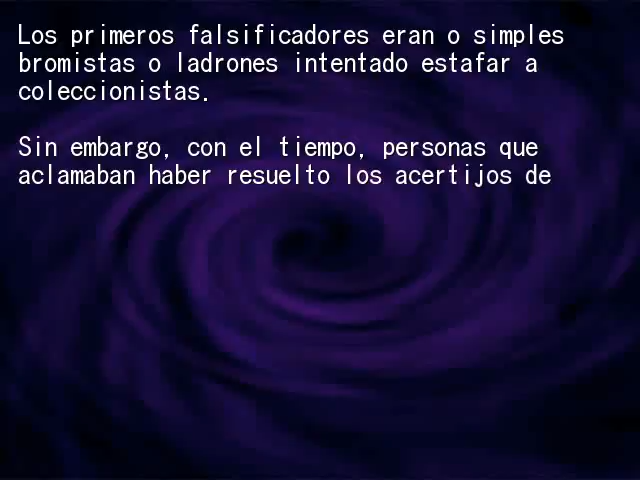 Los primeros falsificadores eran o simples
bromistas o ladrones intentado estafar a
coleccionistas.
Sin embargo, con el tiempo, personas que
aclamaban haber resuelto los acertijos de